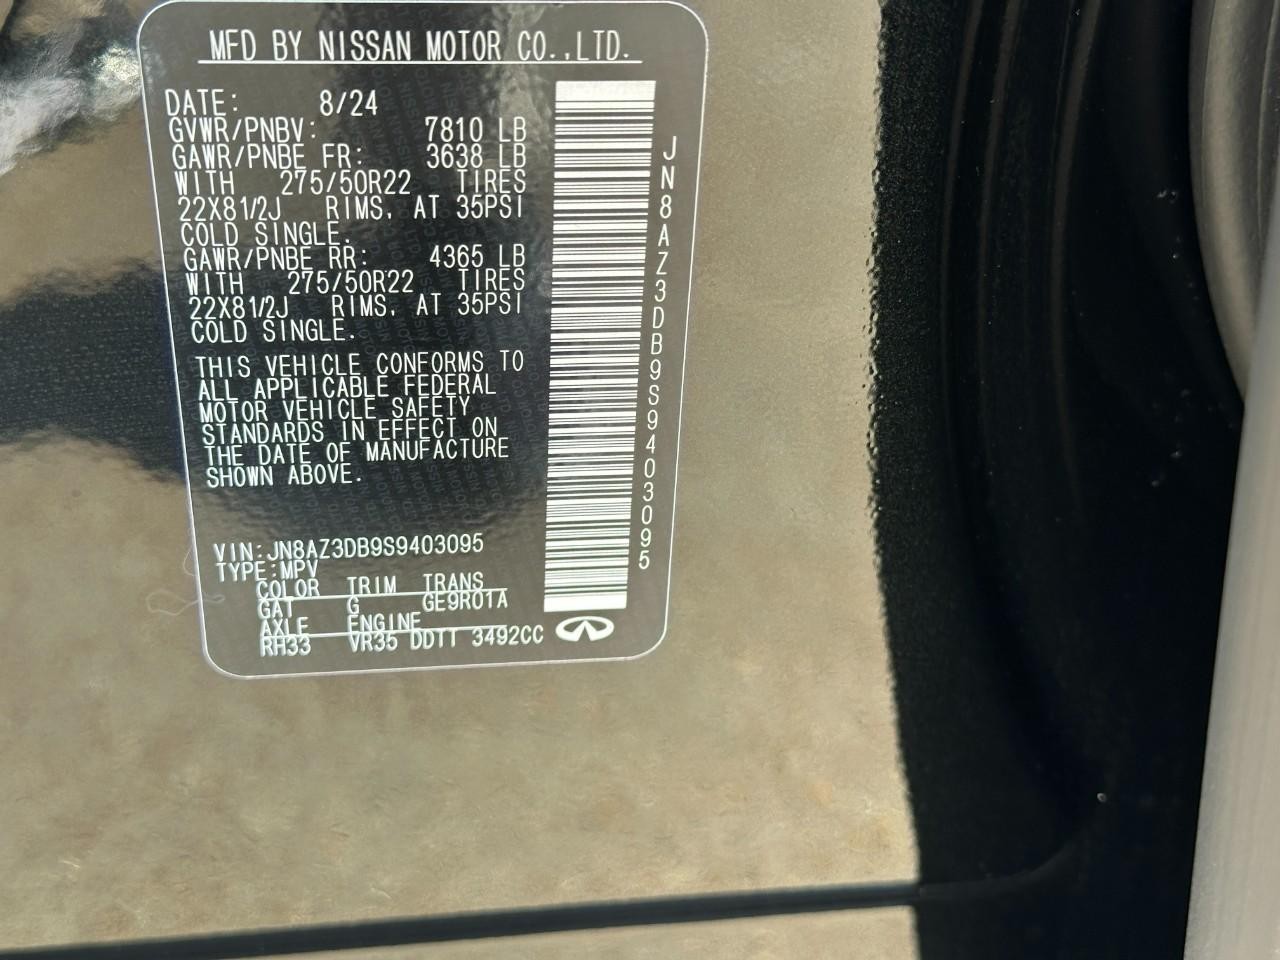 MFD BY NISSAN MOTOR CO.,LTD.
DATE: 8/24
GVWR/PNBV: 7810 LB
GAWR/PNBE FR: 3638 LB
WITH 275/50R22 TIRES
22X81/2J RIMS, AT 35PSI
COLD SINGLE.
GAWR/PNBE RR: 4365 LB
WITH 275/50R22 TIRES
22X81/2J RIMS, AT 35PSI
COLD SINGLE.
THIS VEHICLE CONFORMS TO
ALL APPLICABLE FEDERAL
MOTOR VEHICLE SAFETY
STANDARDS IN EFFECT ON
THE DATE OF MANUFACTURE
SHOWN ABOVE.
VIN:JN8AZ3DB9S9403095
TYPE:MPV
COLOR TRIM TRANS
GAT G GE9R01A
AXLE ENGINE
RH33 VR35 DDTT 3492CC
JN8AZ3DB9S9403095